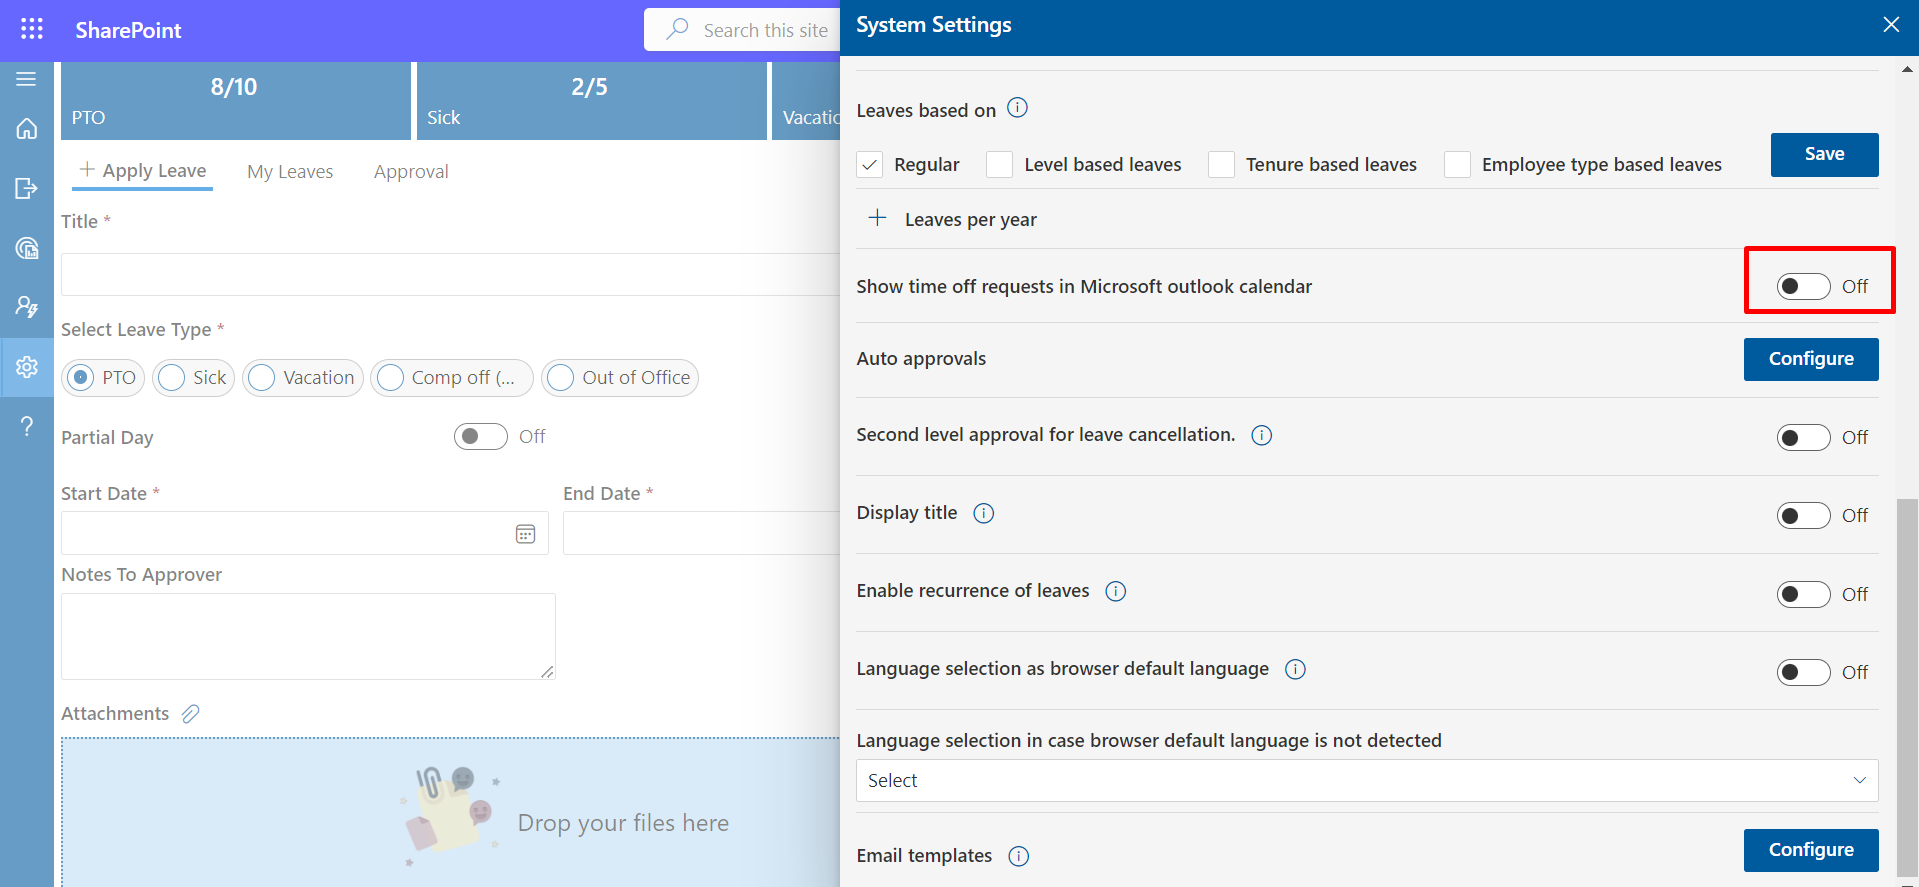 SharePoint
Search this site
System Settings
8/10
PTO
2/5
Sick
Vacatic
Apply Leave
My Leaves
Approval
Title *
Select Leave Type *
PTO
Sick
Vacation
Comp off (...
Out of Office
Partial Day
Off
Start Date *
End Date *
Notes To Approver
Attachments
Drop your files here
Leaves based on
Regular
Level based leaves
Tenure based leaves
Employee type based leaves
Save
Leaves per year
Show time off requests in Microsoft outlook calendar
Off
Auto approvals
Configure
Second level approval for leave cancellation.
Off
Display title
Off
Enable recurrence of leaves
Off
Language selection as browser default language
Off
Language selection in case browser default language is not detected
Select
Email templates
Configure